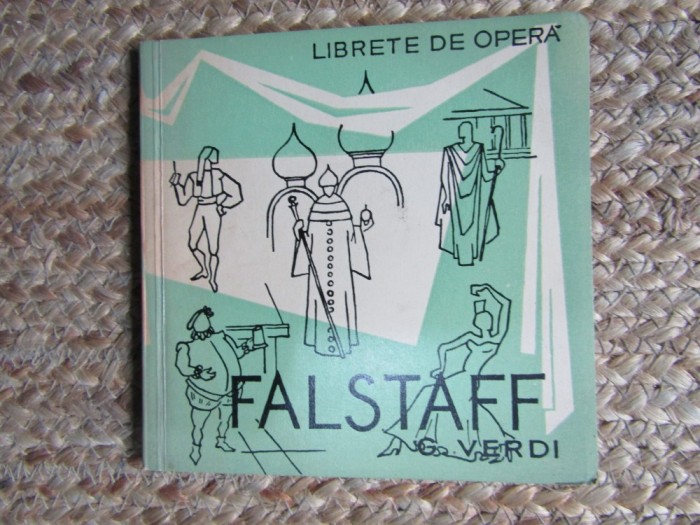 LIBRETE DE OPERĂ
FALSTAFF
G. VERDI